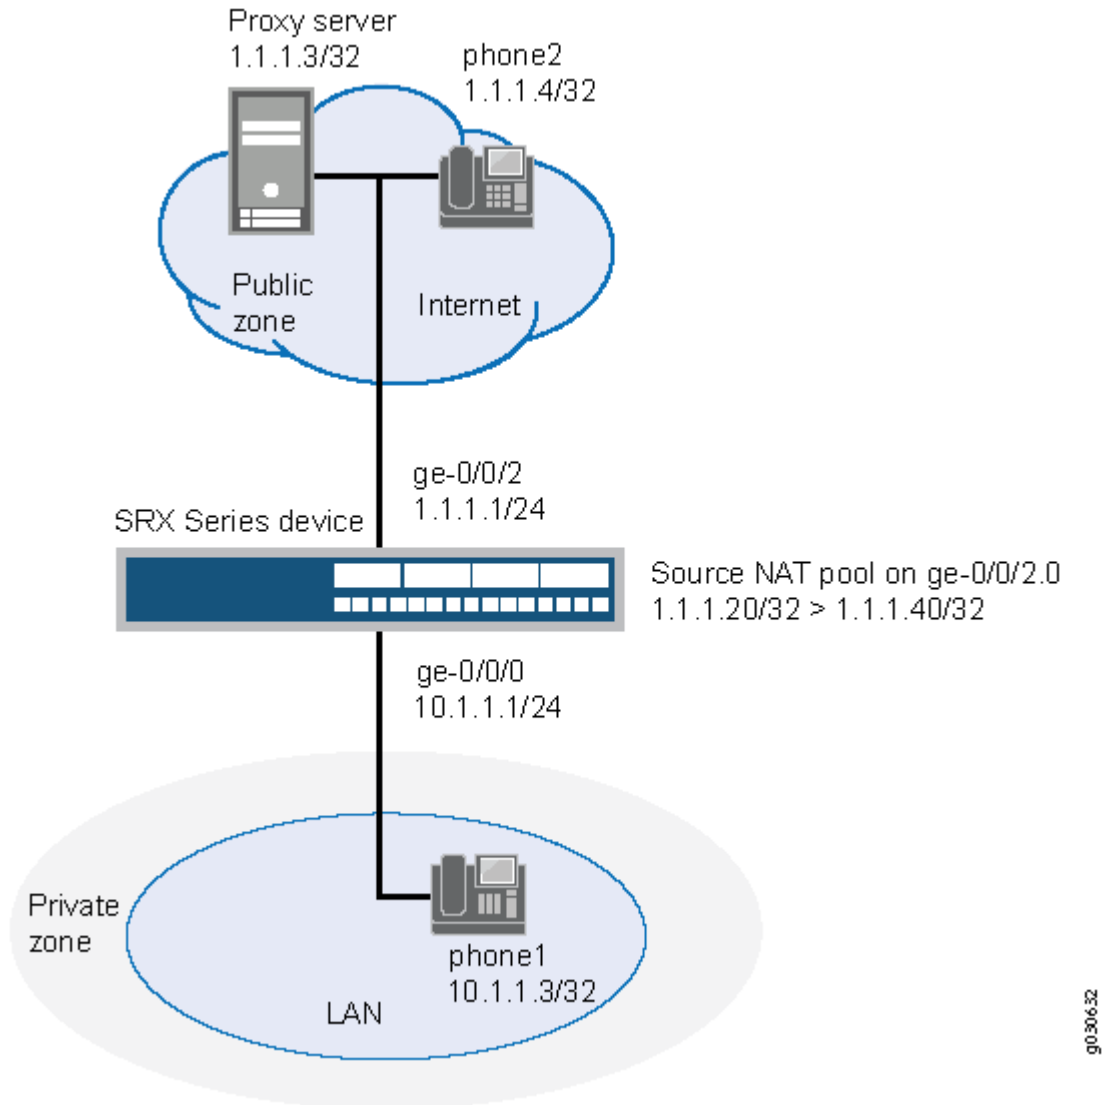 Proxy server
1.1.1.3/32
phone2
1.1.1.4/32
Public
zone
Internet
ge-0/0/2
1.1.1.1/24
SRX Series device
Source NAT pool on ge-0/0/2.0
1.1.1.20/32 > 1.1.1.40/32
ge-0/0/0
10.1.1.1/24
Private
zone
phone1
10.1.1.3/32
LAN
g030632